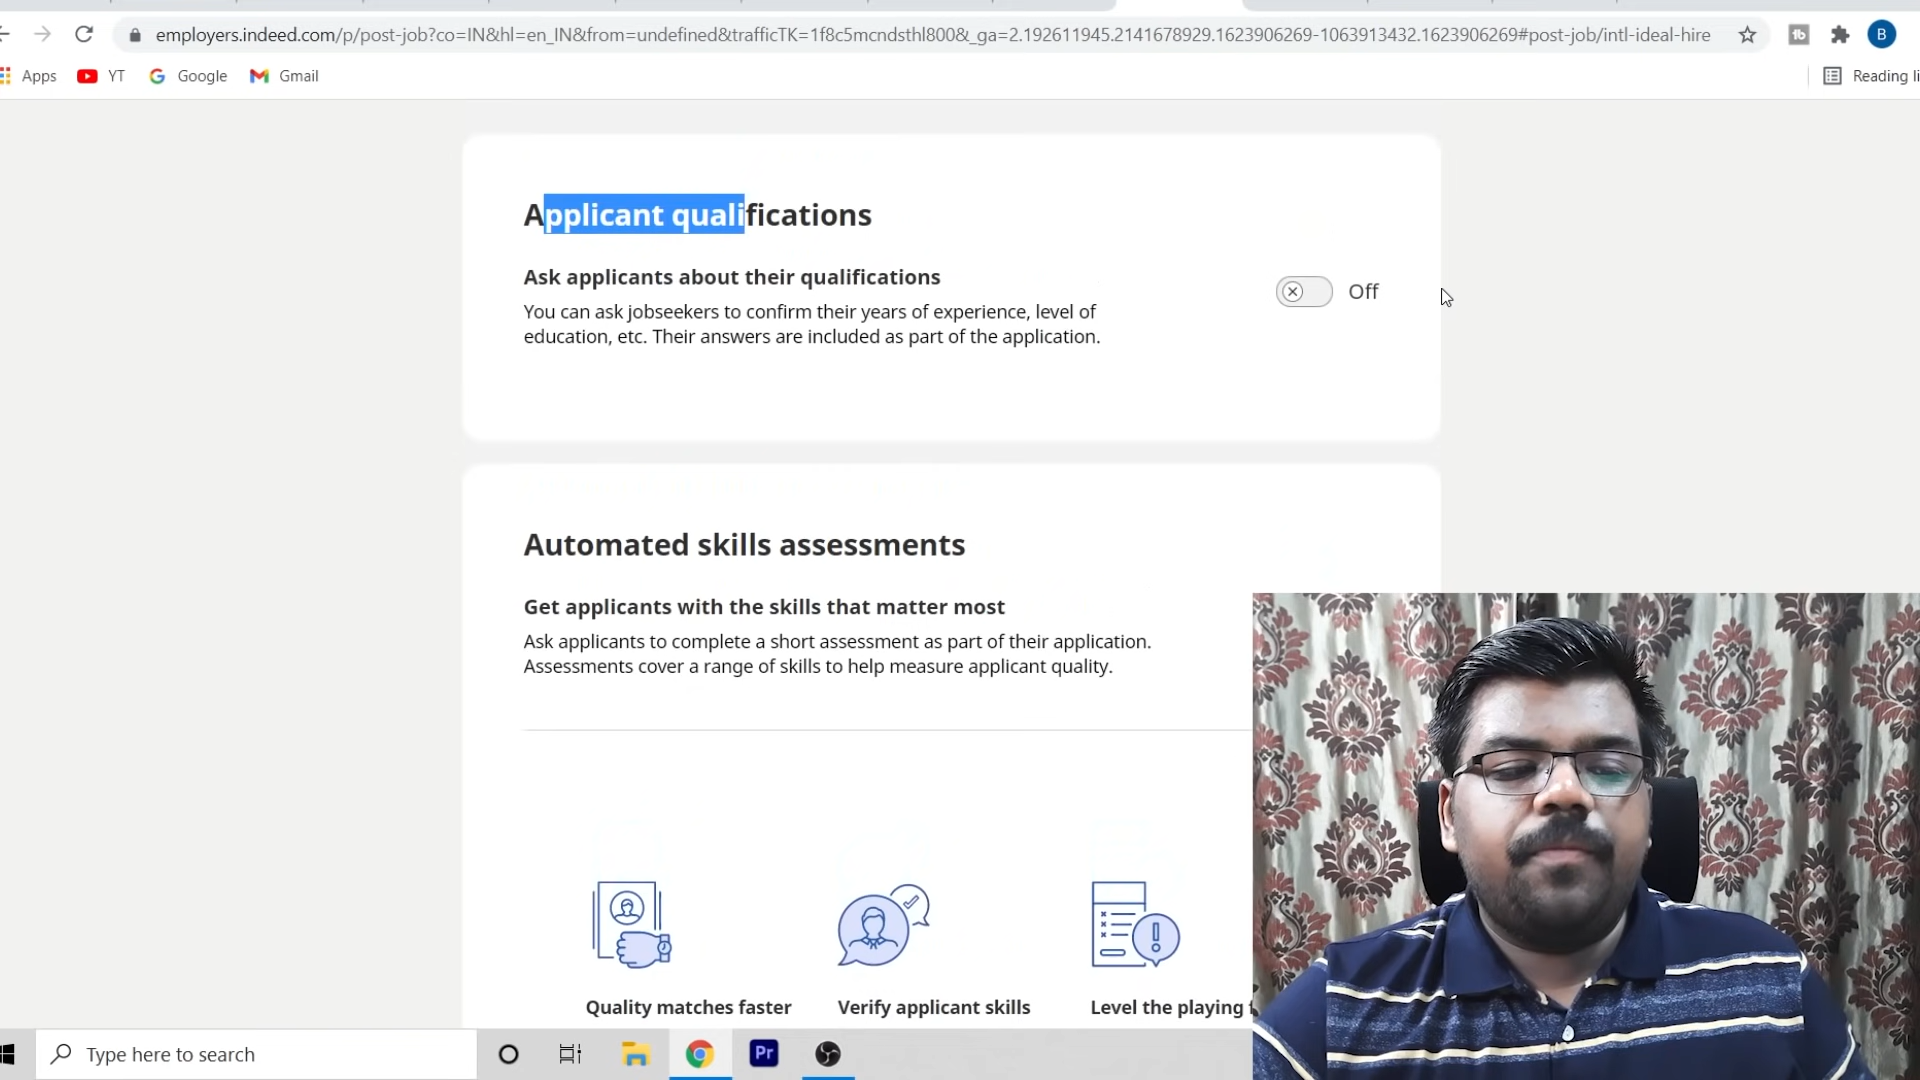 employers.indeed.com/p/post-job?co=IN&hl=en_IN&from=undefined&trafficTK=1f8c5mcndsthl800&_ga=2.192611945.2141678929.1623906269-1063913432.1623906269#post-job/intl-ideal-hire
B
Apps YT Google Gmail Reading li
Applicant qualifications
Ask applicants about their qualifications
Off
You can ask jobseekers to confirm their years of experience, level of
education, etc. Their answers are included as part of the application.
Automated skills assessments
Get applicants with the skills that matter most
Ask applicants to complete a short assessment as part of their application.
Assessments cover a range of skills to help measure applicant quality.
Quality matches faster Verify applicant skills Level the playing
Type here to search
Pr